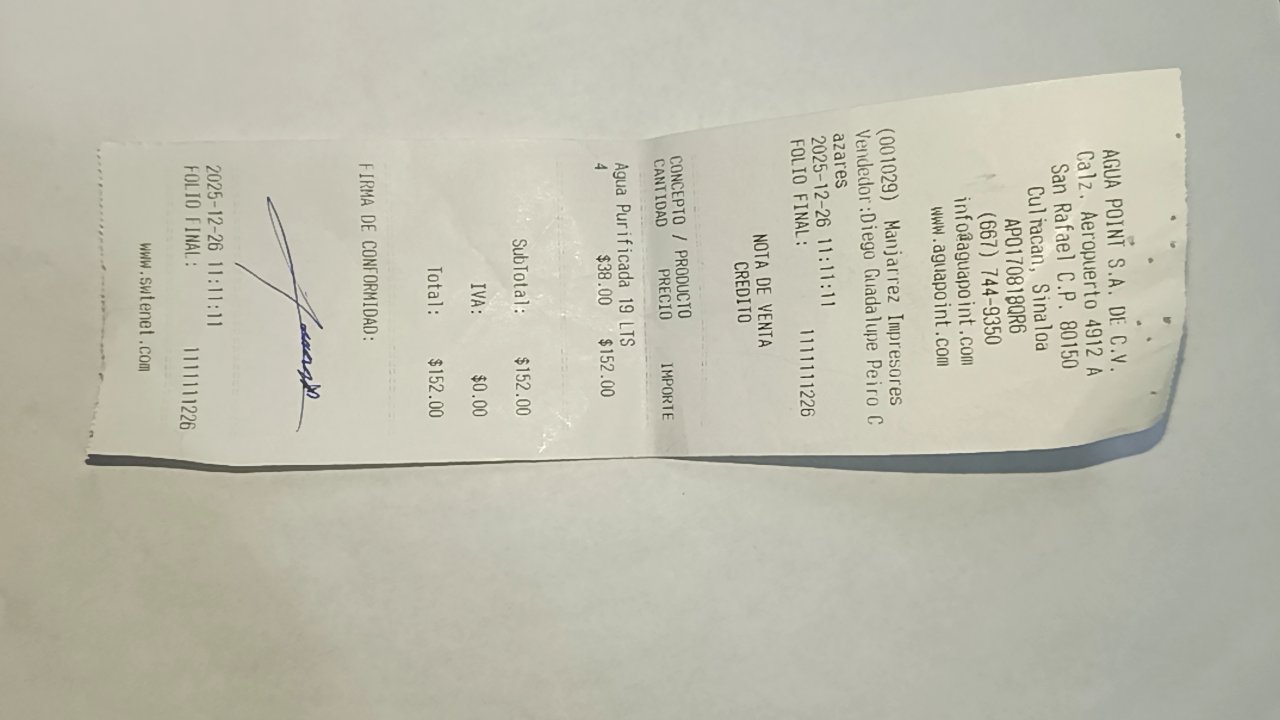 AGUA POINT S.A. DE C.V.
Calz. Aeropuerto 4912 A
San Rafael C.P. 80150
Culiacan, Sinaloa
APO170818QR6
(667) 744-9350
info@aguapoint.com
www.aguapoint.com
(001029) Manjarrez Impresores
Vendedor:Diego Guadalupe Peiro C
azares
2025-12-26 11:11:11
FOLIO FINAL: 1111111226
NOTA DE VENTA
CREDITO
CONCEPTO / PRODUCTO
CANTIDAD PRECIO IMPORTE
Agua Purificada 19 LTS
4 $38.00 $152.00
SubTotal: $152.00
IVA: $0.00
Total: $152.00
FIRMA DE CONFORMIDAD:
2025-12-26 11:11:11
FOLIO FINAL: 1111111226
www.swtenet.com